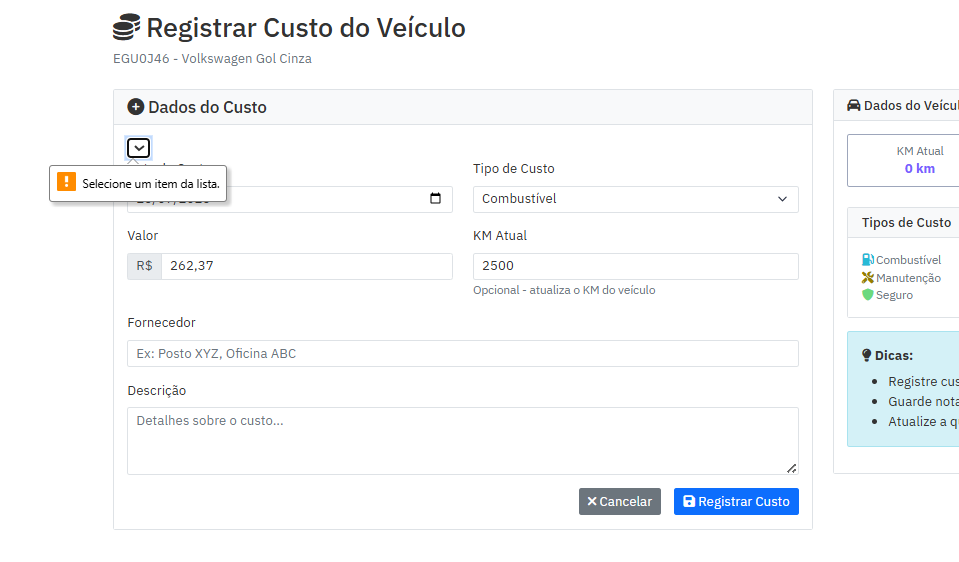 Registrar Custo do Veículo
EGU0J46 - Volkswagen Gol Cinza
Dados do Custo
Selecione um item da lista.
Tipo de Custo
Combustível
Valor
R$ 262,37
KM Atual
2500
Opcional - atualiza o KM do veículo
Fornecedor
Ex: Posto XYZ, Oficina ABC
Descrição
Detalhes sobre o custo...
Cancelar
Registrar Custo
Dados do Veícul
KM Atual
0 km
Tipos de Custo
Combustível
Manutenção
Seguro
Dicas:
Registre cus
Guarde nota
Atualize a q